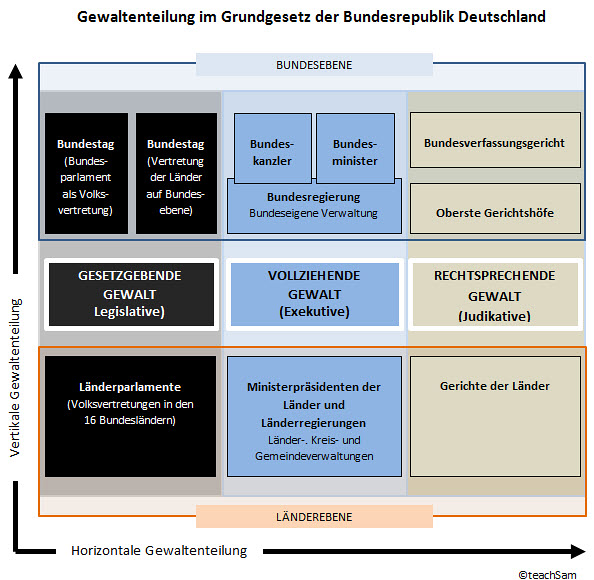 Gewaltenteilung im Grundgesetz der Bundesrepublik Deutschland
BUNDESEBENE
Bundestag
(Bundes-
parlament
als Volks-
vertretung)
Bundestag
(Vertretung
der Länder
auf Bundes-
ebene)
Bundes-
kanzler
Bundes-
minister
Bundesregierung
Bundeseigene Verwaltung
Bundesverfassungsgericht
Oberste Gerichtshöfe
GESETZGEBENDE
GEWALT
Legislative)
VOLLZIEHENDE
GEWALT
(Exekutive)
RECHTSPRECHENDE
GEWALT
(Judikative)
Länderparlamente
(Volksvertretungen in den
16 Bundesländern)
Ministerpräsidenten der
Länder und
Länderregierungen
Länder-. Kreis- und
Gemeindeverwaltungen
Gerichte der Länder
LÄNDEREBENE
Vertikale Gewaltenteilung
Horizontale Gewaltenteilung
©teachSam